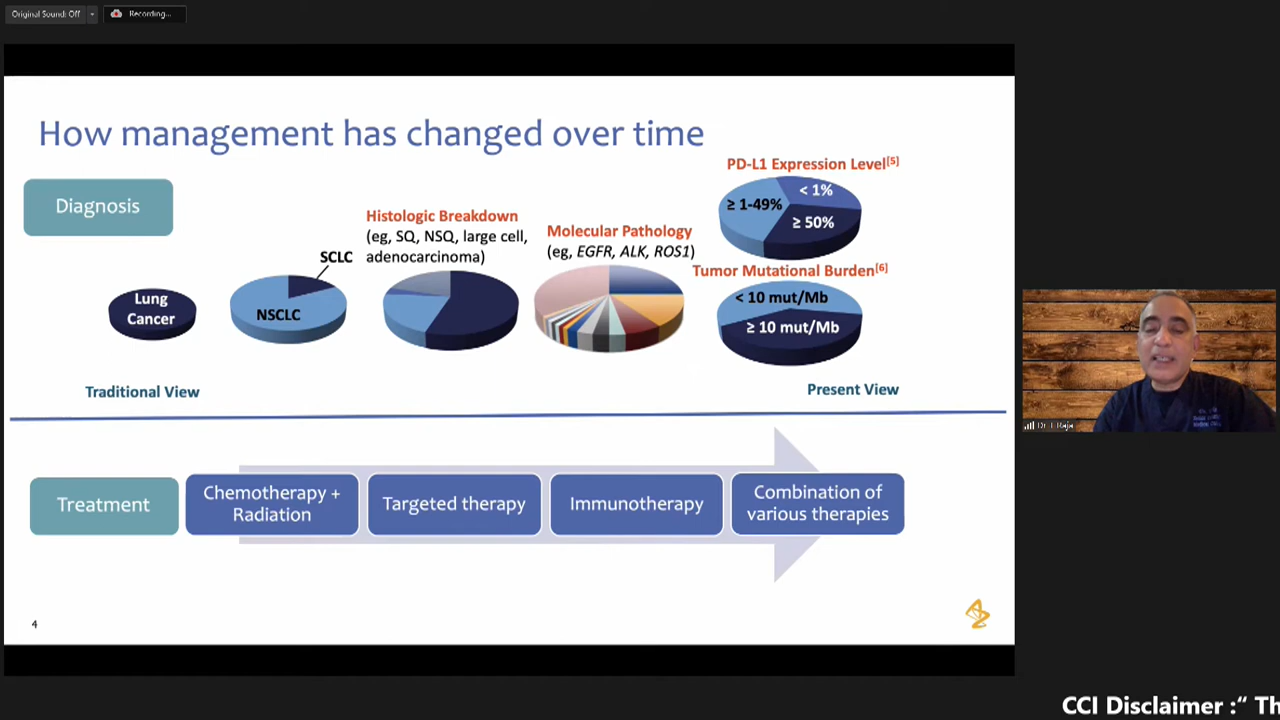 Original Sound: Off
Recording...
How management has changed over time
Diagnosis
PD-L1 Expression Level[5]
< 1%
≥ 1-49%
≥ 50%
Histologic Breakdown
(eg, SQ, NSQ, large cell,
adenocarcinoma)
Molecular Pathology
(eg, EGFR, ALK, ROS1)
SCLC
NSCLC
Lung
Cancer
Tumor Mutational Burden[6]
< 10 mut/Mb
≥ 10 mut/Mb
Traditional View
Present View
Treatment
Chemotherapy +
Radiation
Targeted therapy
Immunotherapy
Combination of
various therapies
4
CCI Disclaimer :“ Th